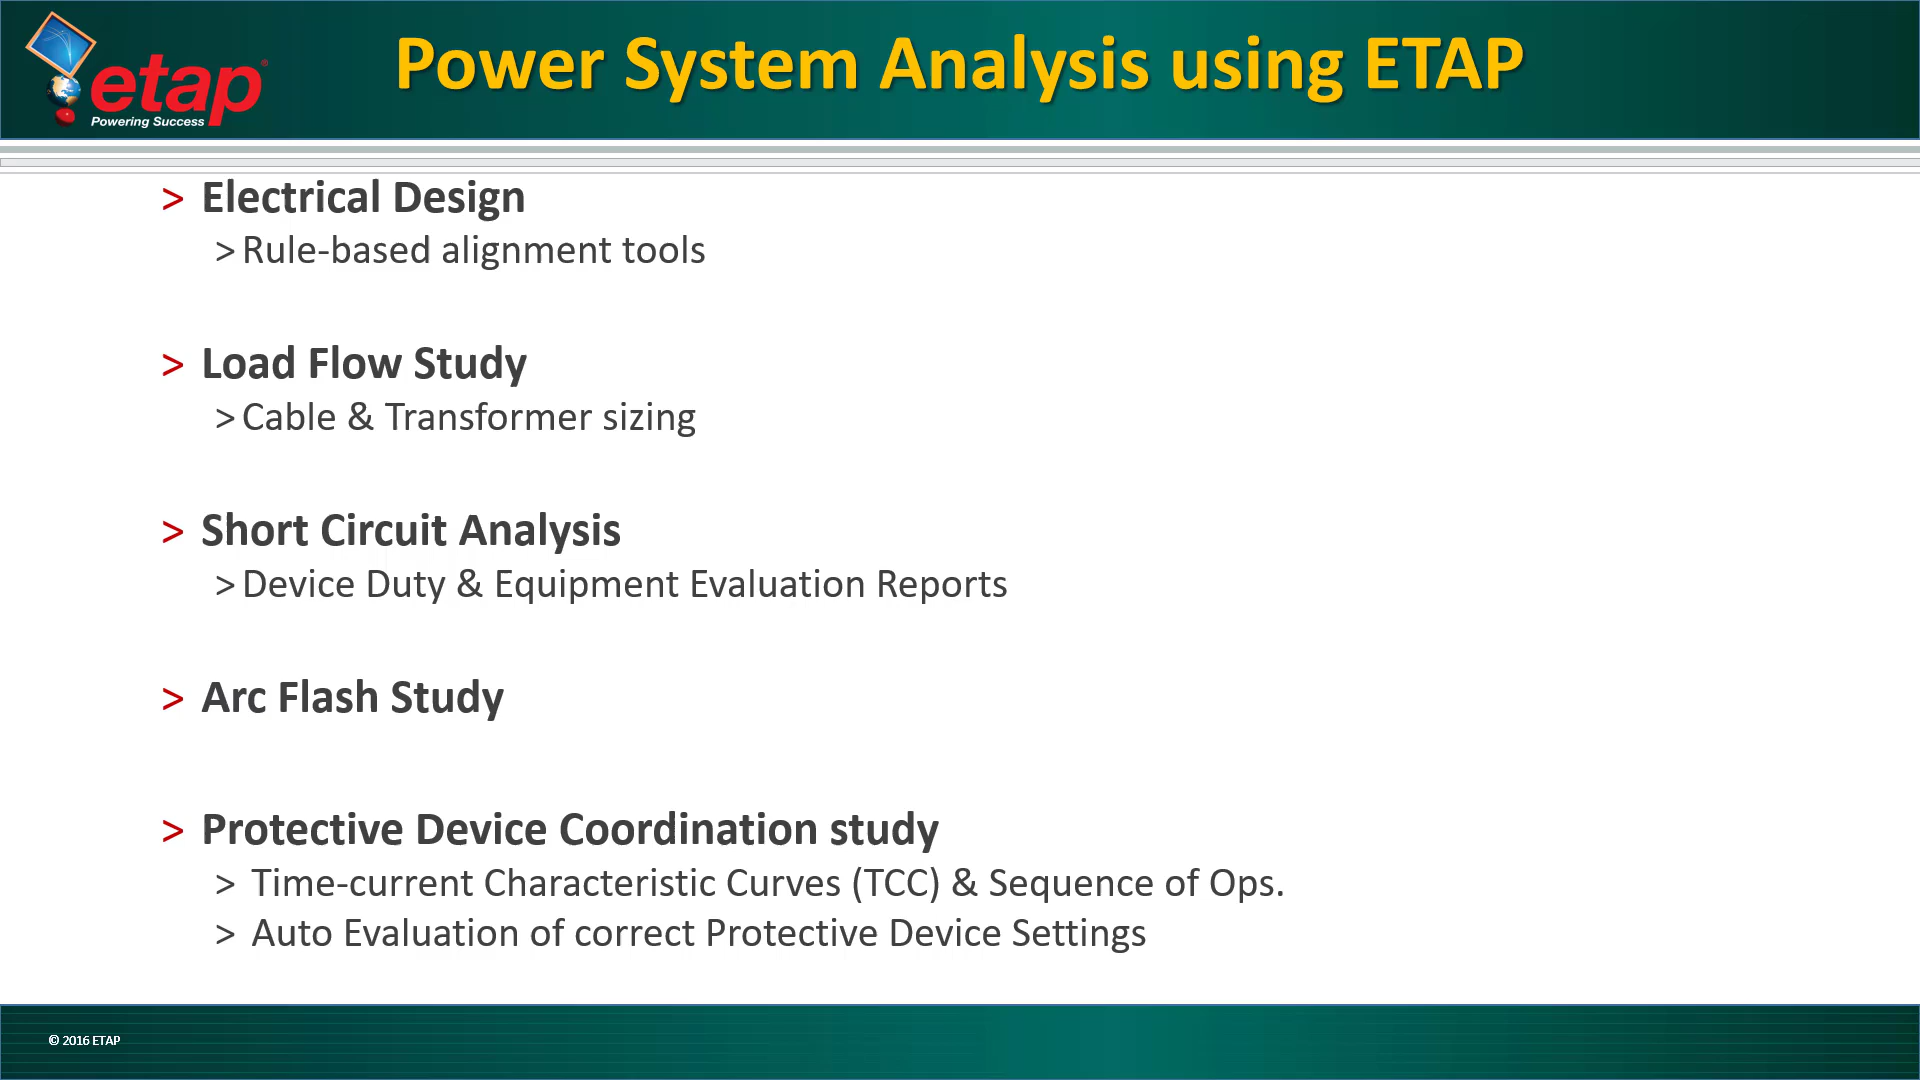 etap®
Powering Success
Power System Analysis using ETAP
> Electrical Design
> Rule-based alignment tools
> Load Flow Study
> Cable & Transformer sizing
> Short Circuit Analysis
> Device Duty & Equipment Evaluation Reports
> Arc Flash Study
> Protective Device Coordination study
> Time-current Characteristic Curves (TCC) & Sequence of Ops.
> Auto Evaluation of correct Protective Device Settings
© 2016 ETAP